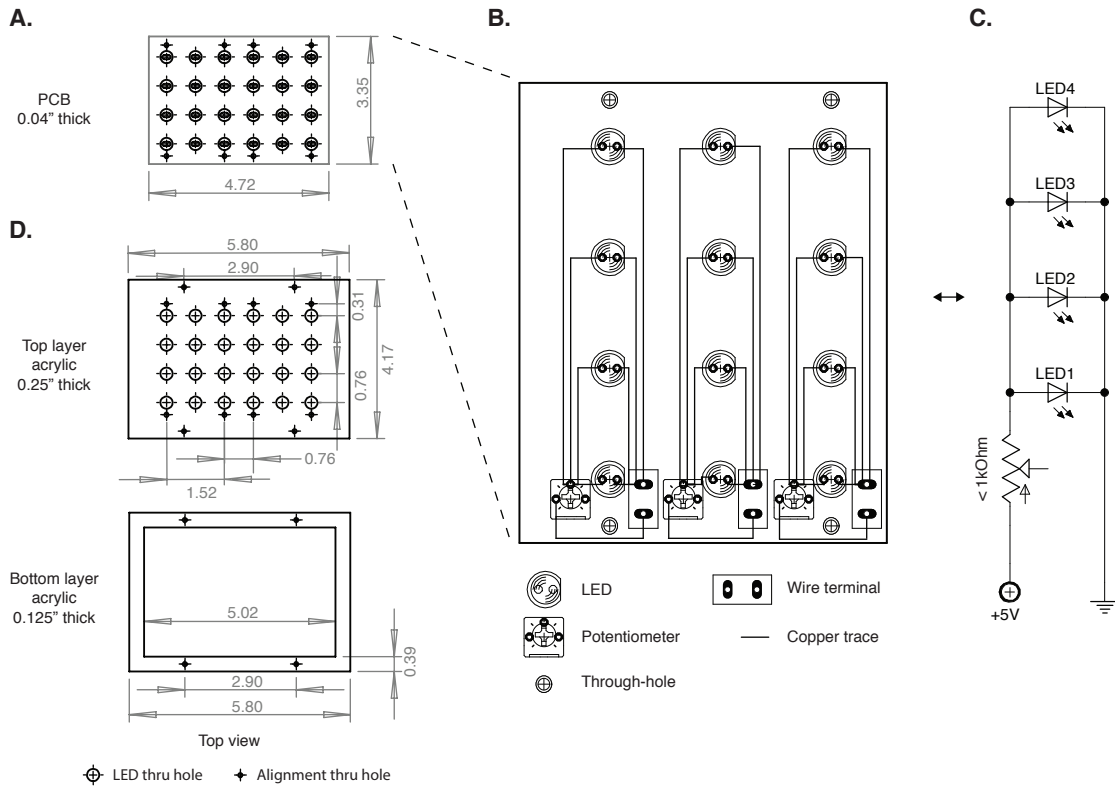 A.
PCB
0.04” thick
3.35
4.72
B.
C.
LED4
LED3
LED2
LED1
< 1kOhm
+5V
D.
5.80
2.90
0.31
Top layer
acrylic
0.25” thick
4.17
0.76
0.76
1.52
Bottom layer
acrylic
0.125” thick
5.02
0.39
2.90
5.80
Top view
LED thru hole
Alignment thru hole
LED
Wire terminal
Potentiometer
Copper trace
Through-hole